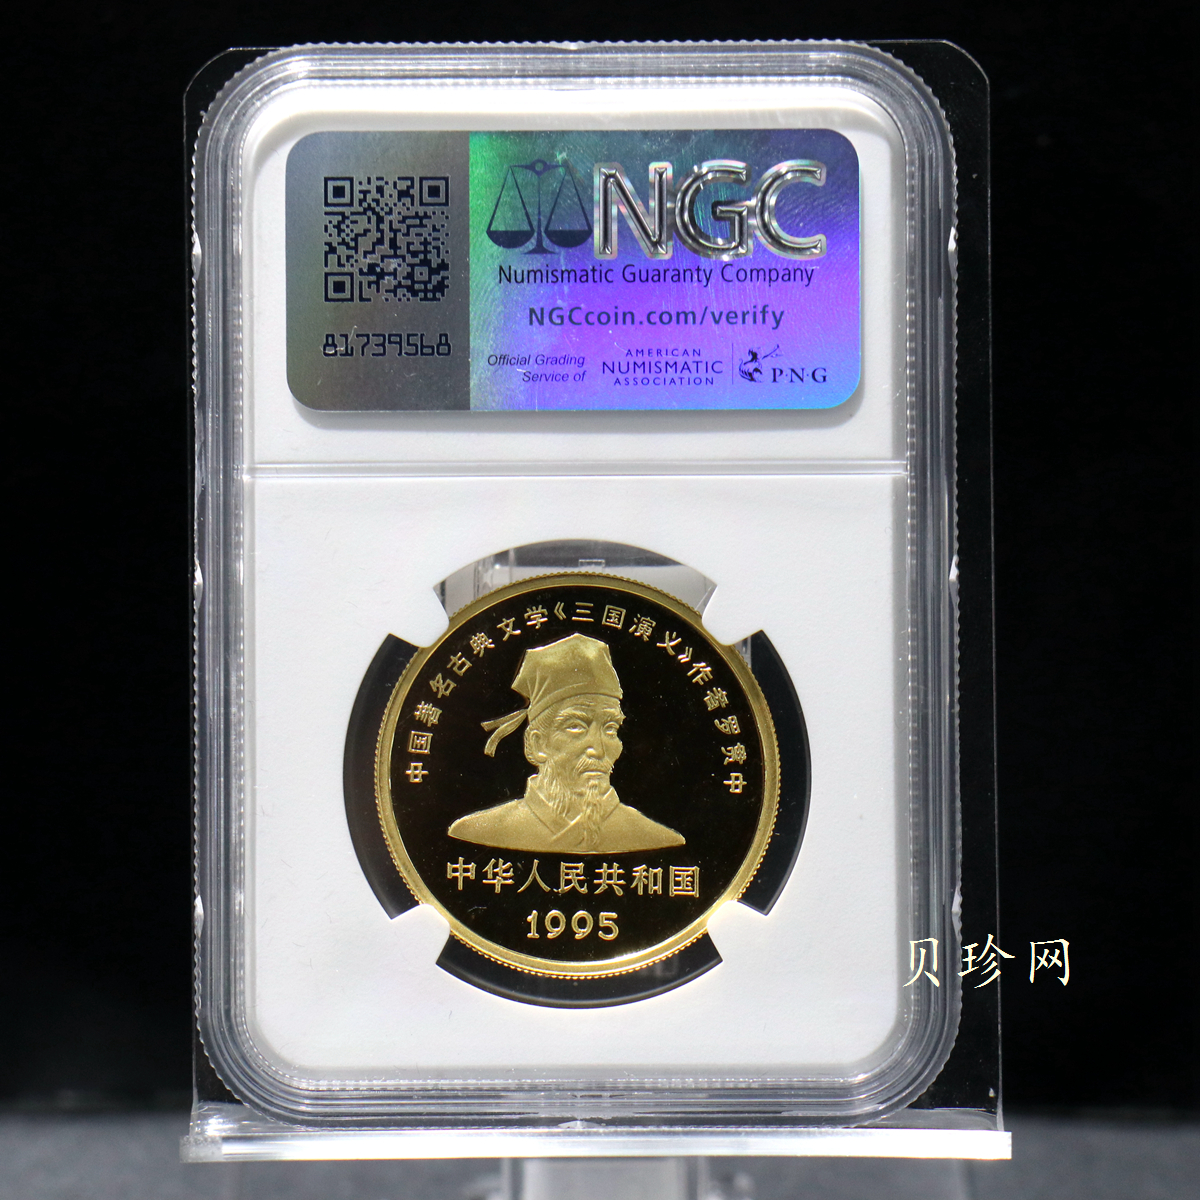 NGC
Numismatic Guaranty Company
NGCcoin.com/verify
81739568
Official Grading
Service of
AMERICAN
NUMISMATIC
ASSOCIATION
P·N·G
中国著名古典文学《三国演义》作者罗贯中
中华人民共和国
1995
贝珍网